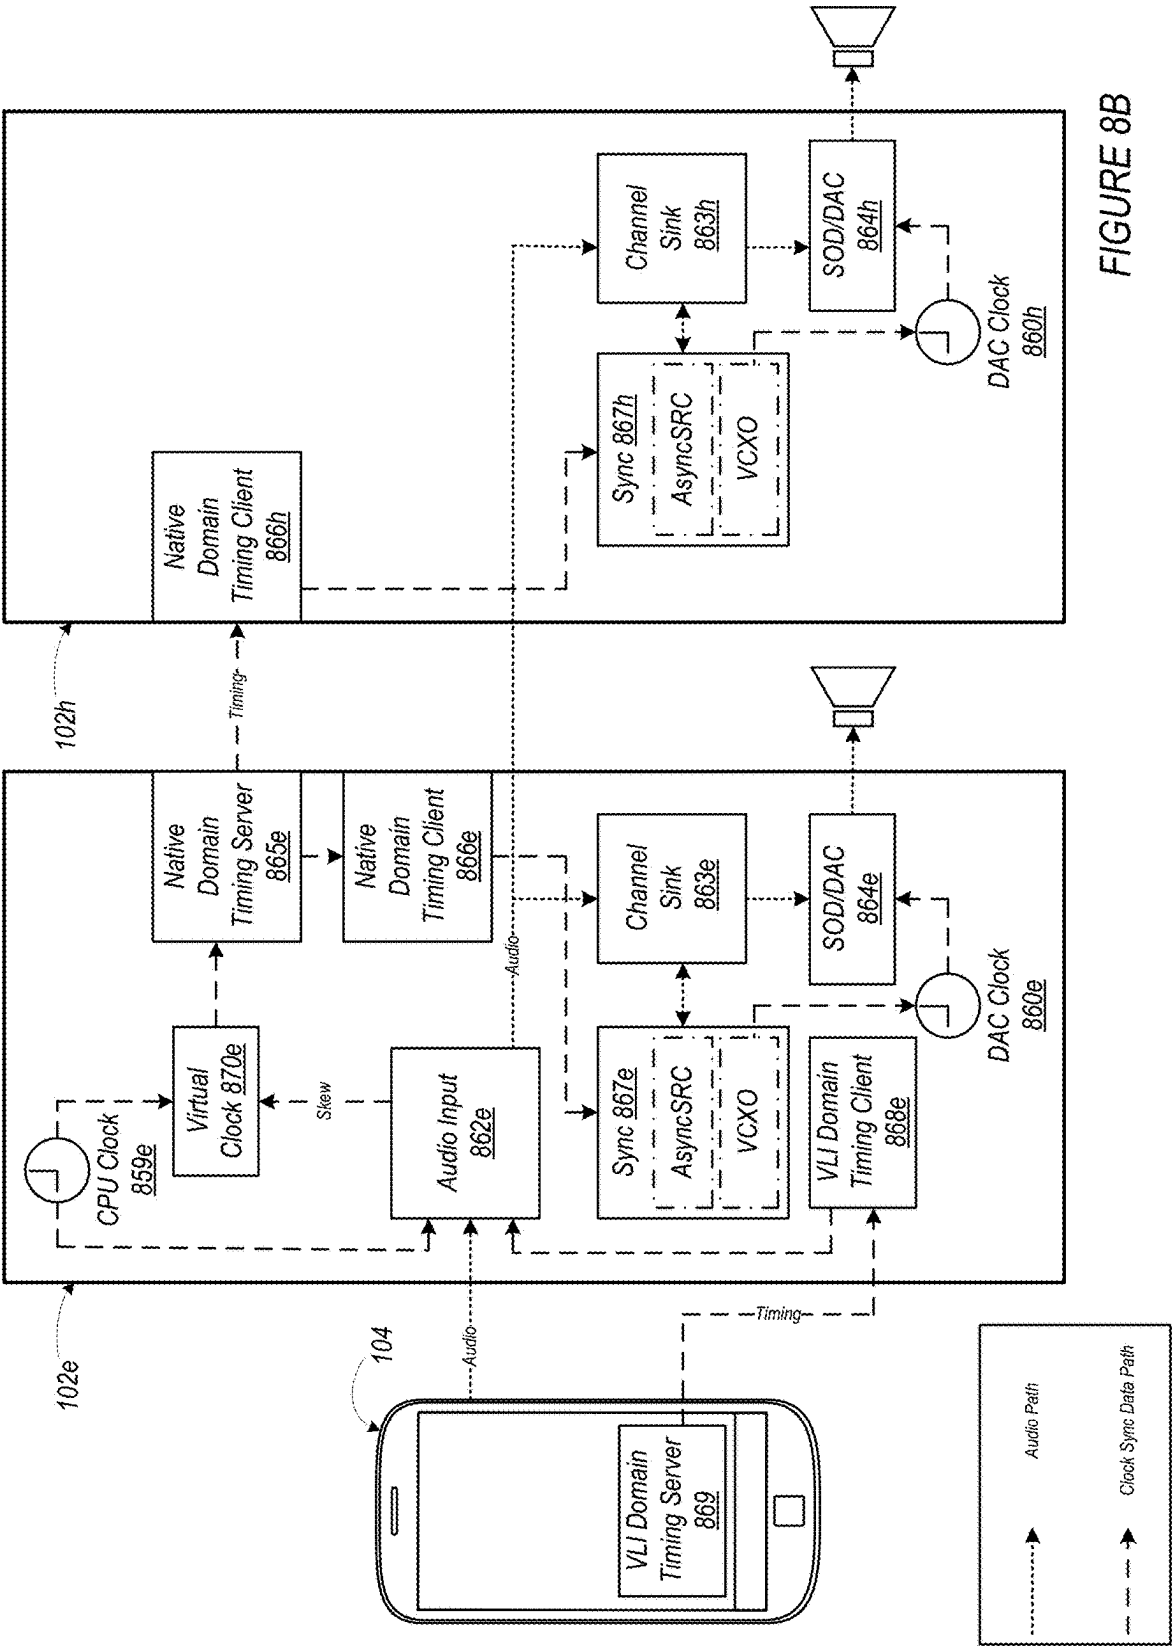 102e
CPU Clock
859e
Virtual
Clock 870e
Native
Domain
Timing Server
865e
Timing
102h
Native
Domain
Timing Client
866h
Native
Domain
Timing Client
866e
Skew
104
Audio
Audio Input
862e
Audio
Sync 867e
AsyncSRC
VCXO
Channel
Sink
863e
Sync 867h
AsyncSRC
VCXO
Channel
Sink
863h
VLI Domain
Timing Server
869
Timing
VLI Domain
Timing Client
868e
SOD/DAC
864e
SOD/DAC
864h
DAC Clock
860e
DAC Clock
860h
Audio Path
Clock Sync Data Path
FIGURE 8B